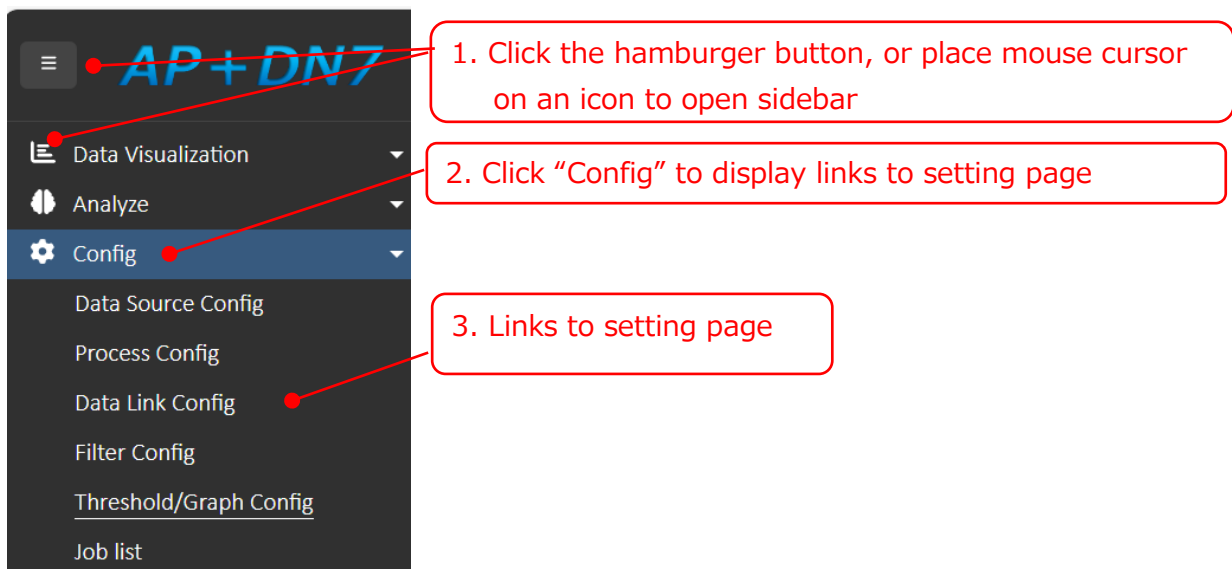 AP+DN7
1. Click the hamburger button, or place mouse cursor
on an icon to open sidebar
Data Visualization
2. Click “Config” to display links to setting page
Analyze
Config
Data Source Config
3. Links to setting page
Process Config
Data Link Config
Filter Config
Threshold/Graph Config
Job list